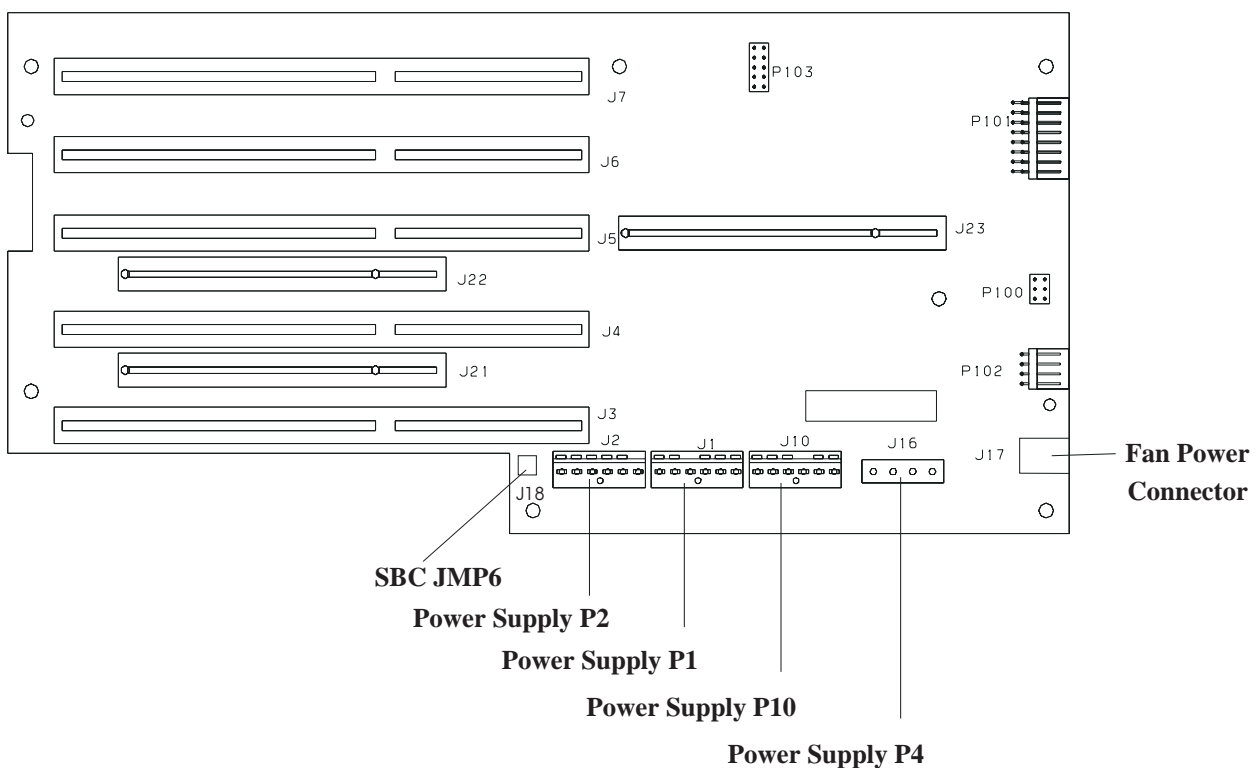 P103
J7
P101
J6
J5
J23
J22
P100
J4
J21
P102
J3
J2
J1
J10
J16
J17
Fan Power
Connector
J18
SBC JMP6
Power Supply P2
Power Supply P1
Power Supply P10
Power Supply P4